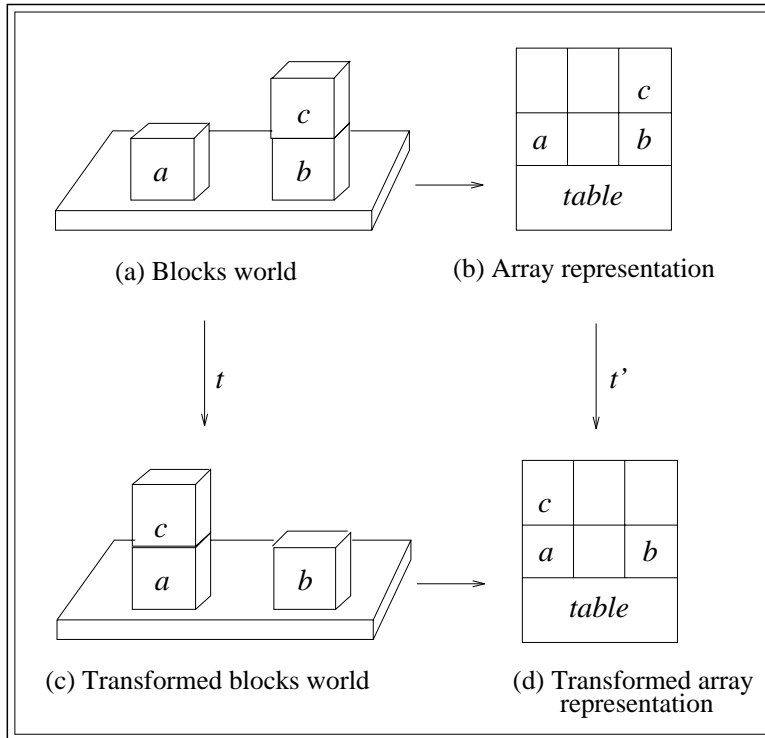 c
a
b
(a) Blocks world
c
a b
table
(b) Array representation
t
t’
c
a
b
(c) Transformed blocks world
c
a b
table
(d) Transformed array
representation